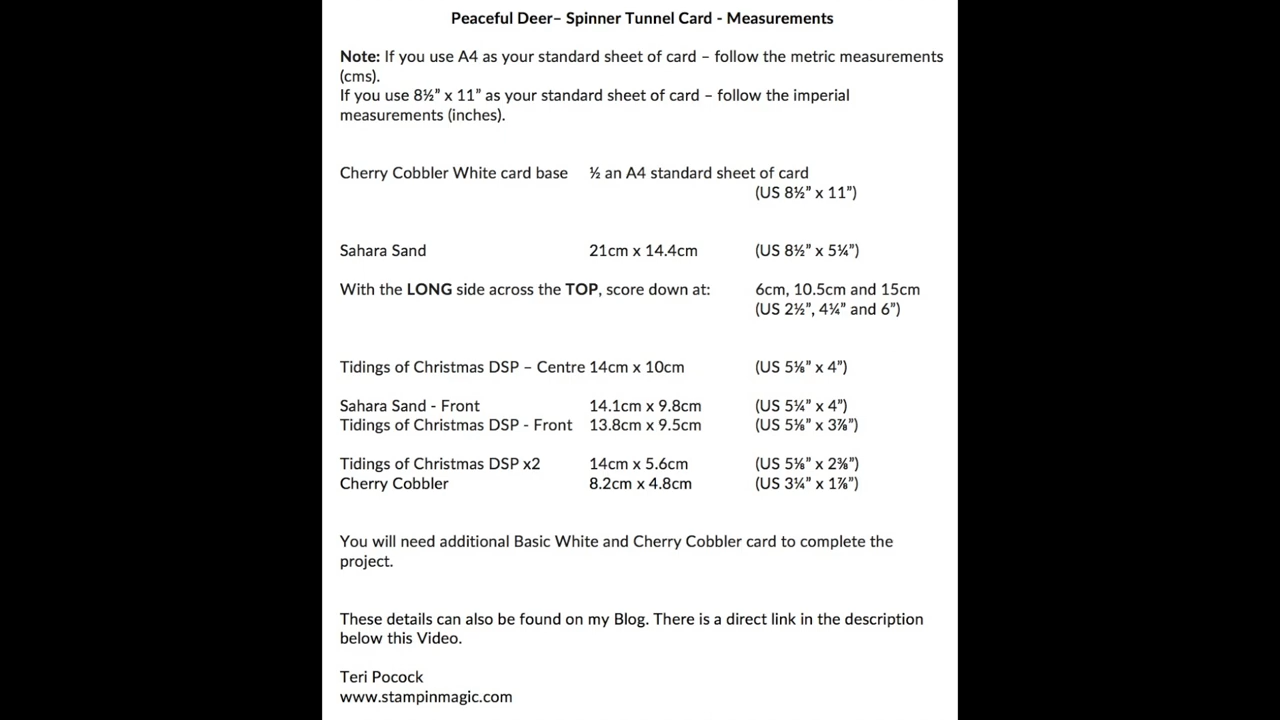 Peaceful Deer– Spinner Tunnel Card - Measurements
Note: If you use A4 as your standard sheet of card – follow the metric measurements
(cms).
If you use 8½” x 11” as your standard sheet of card – follow the imperial
measurements (inches).
Cherry Cobbler White card base ½ an A4 standard sheet of card
(US 8½” x 11”)
Sahara Sand 21cm x 14.4cm (US 8½” x 5¼”)
With the LONG side across the TOP, score down at: 6cm, 10.5cm and 15cm
(US 2½”, 4¼” and 6”)
Tidings of Christmas DSP – Centre 14cm x 10cm (US 5⅛” x 4”)
Sahara Sand - Front 14.1cm x 9.8cm (US 5¼” x 4”)
Tidings of Christmas DSP - Front 13.8cm x 9.5cm (US 5⅛” x 3⅞”)
Tidings of Christmas DSP x2 14cm x 5.6cm (US 5⅛” x 2⅜”)
Cherry Cobbler 8.2cm x 4.8cm (US 3¼” x 1⅞”)
You will need additional Basic White and Cherry Cobbler card to complete the
project.
These details can also be found on my Blog. There is a direct link in the description
below this Video.
Teri Pocock
www.stampinmagic.com